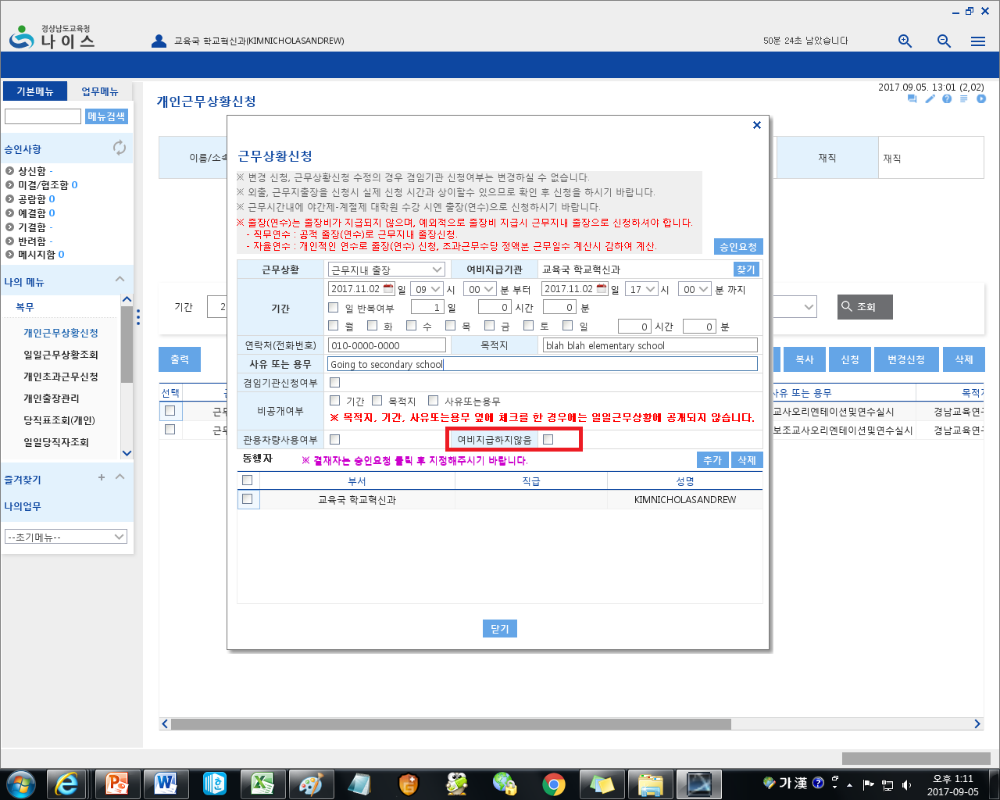 경상남도교육청
나이스
교육국 학교혁신과(KIMNICHOLASANDREW)
50분 24초 남았습니다
기본메뉴 업무메뉴
2017.09.05. 13:01 (2,02)
메뉴검색
개인근무상황신청
승인사항
상신함 -
미결/협조함 0
공람함 0
예결함 0
기결함 -
반려함 -
메시지함 0
나의 메뉴
복무
개인근무상황신청
일일근무상황조회
개인초과근무신청
개인출장관리
당직표조회(개인)
일일당직자조회
즐겨찾기 +
나의업무
--초기메뉴--
이름/소속
재직 재직
기간 2
조회
출력
복사 신청 변경신청 삭제
선택
사유 또는 용무
목적지
교사오리엔테이션및연수실시 경남교육연구
보조교사오리엔테이션및연수실시 경남교육연구
근무상황신청
※ 변경 신청, 근무상황신청 수정의 경우 겸임기관 신청여부는 변경하실 수 없습니다.
※ 외출, 근무지출장을 신청시 실제 신청 시간과 상이할수 있으므로 확인 후 신청을 하시기 바랍니다.
※ 근무시간내에 야간제-계절제 대학원 수강 시엔 출장(연수)으로 신청하시기 바랍니다.
※ 출장(연수)는 출장비가 지급되지 않으며, 예외적으로 출장비 지급시 근무지내 출장으로 신청하셔야 합니다.
- 직무연수 : 공적 출장(연수)로 근무지내 출장신청.
- 자율연수 : 개인적인 연수로 출장(연수) 신청, 초과근무수당 정액분 근무일수 계산시 감하여 계산.
승인요청
근무상황 근무지내 출장 여비지급기관 교육국 학교혁신과 찾기
기간 2017.11.02 일 09 시 00 분 부터 2017.11.02 일 17 시 00 분 까지
일 반복여부 1 일 0 시간 0 분
월 화 수 목 금 토 일 0 시간 0 분
연락처(전화번호) 010-0000-0000 목적지 blah blah elementary school
사유 또는 용무 Going to secondary school
겸임기관신청여부
비공개여부 기간 목적지 사유또는용무
※ 목적지, 기간, 사유또는용무 옆에 체크를 한 경우에는 일일근무상황에 공개되지 않습니다.
관용차량사용여부 여비지급하지않음
동행자 ※ 결재자는 승인요청 클릭 후 지정해주시기 바랍니다. 추가 삭제
부서 직급 성명
교육국 학교혁신과 KIMNICHOLASANDREW
닫기
가 漢
오후 1:11
2017-09-05